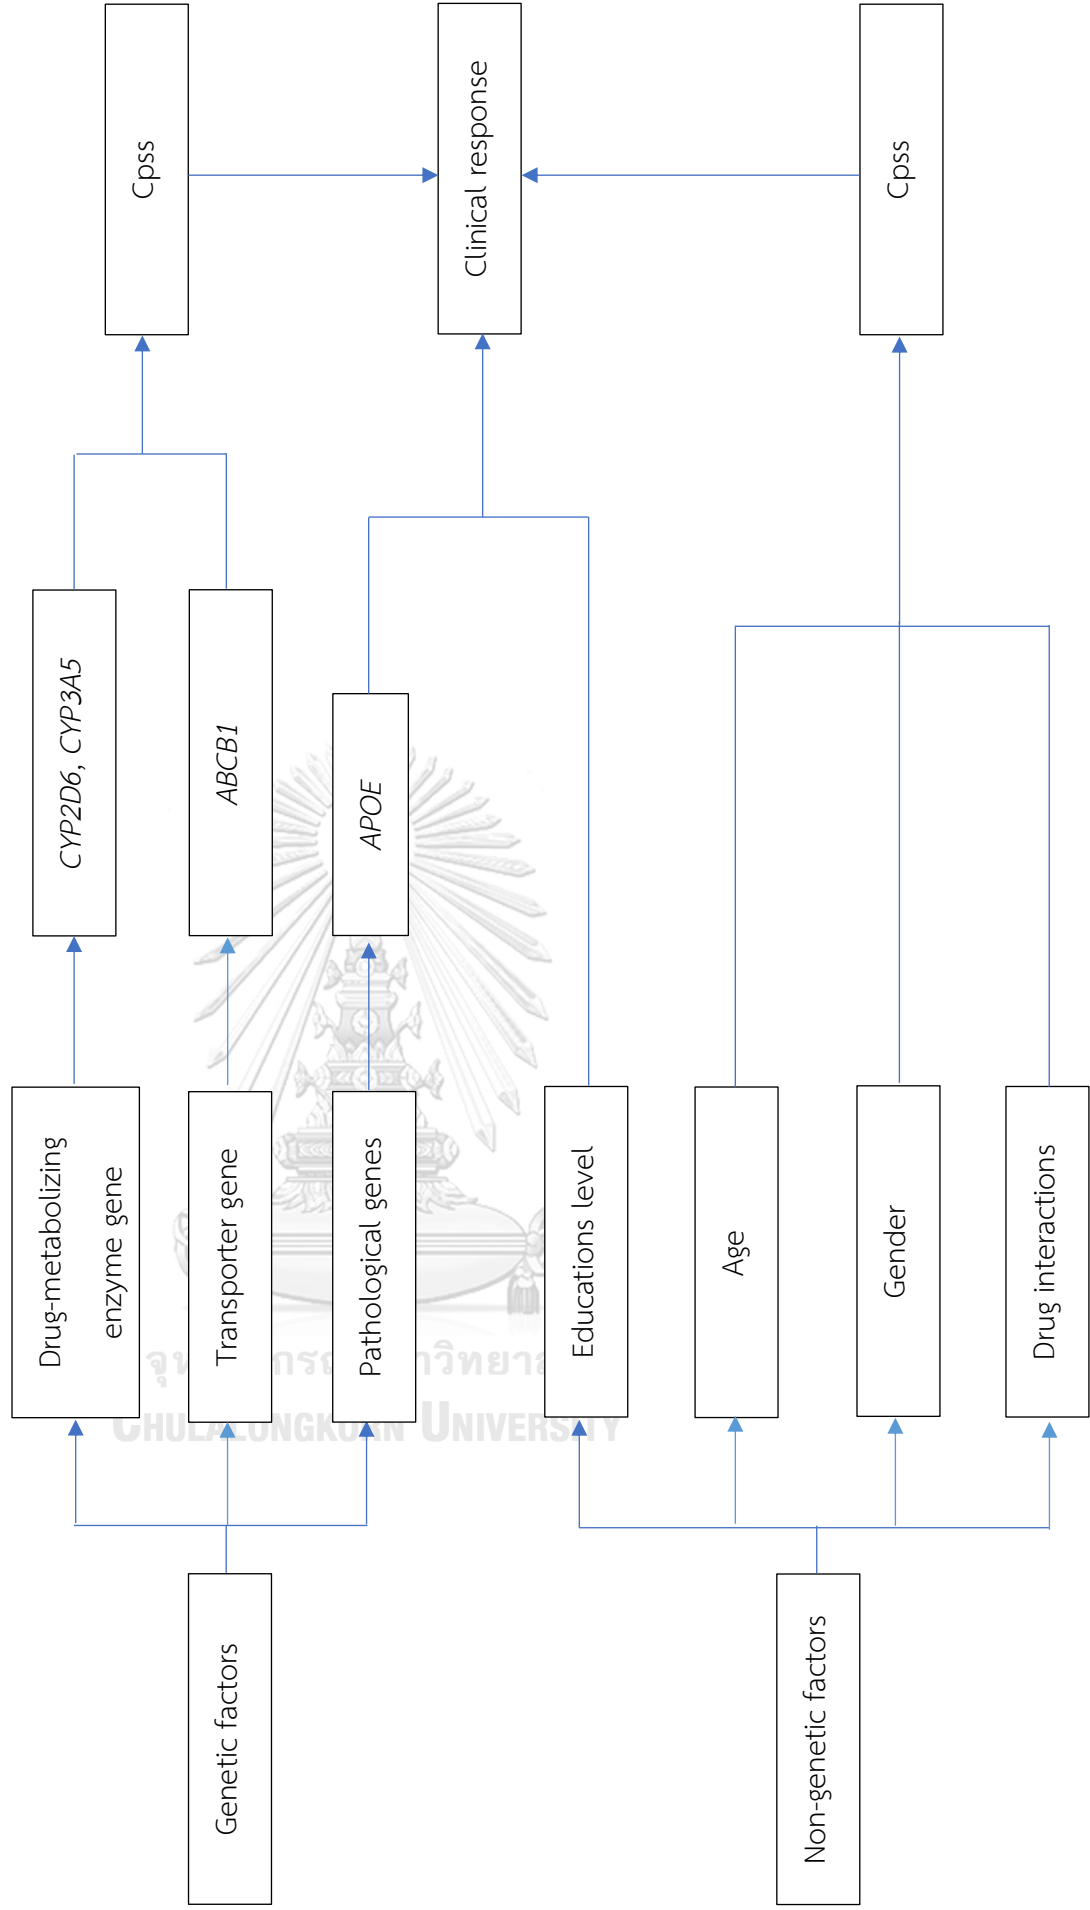 Genetic factors
Non-genetic factors
Drug-metabolizing
enzyme gene
Transporter gene
Pathological genes
Educations level
Age
Gender
Drug interactions
CYP2D6, CYP3A5
ABCB1
APOE
Cpss
Clinical response
Cpss
CHULALONGKORN UNIVERSITY